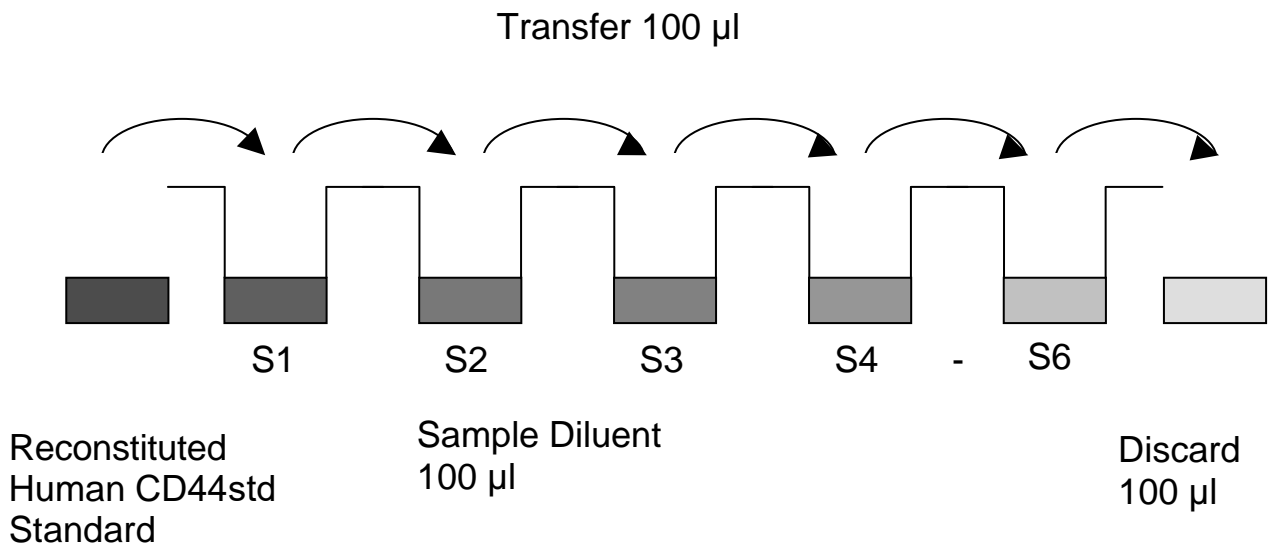 Transfer 100 µl
S1 S2 S3 S4 - S6
Reconstituted
Human CD44std
Standard
Sample Diluent
100 µl
Discard
100 µl